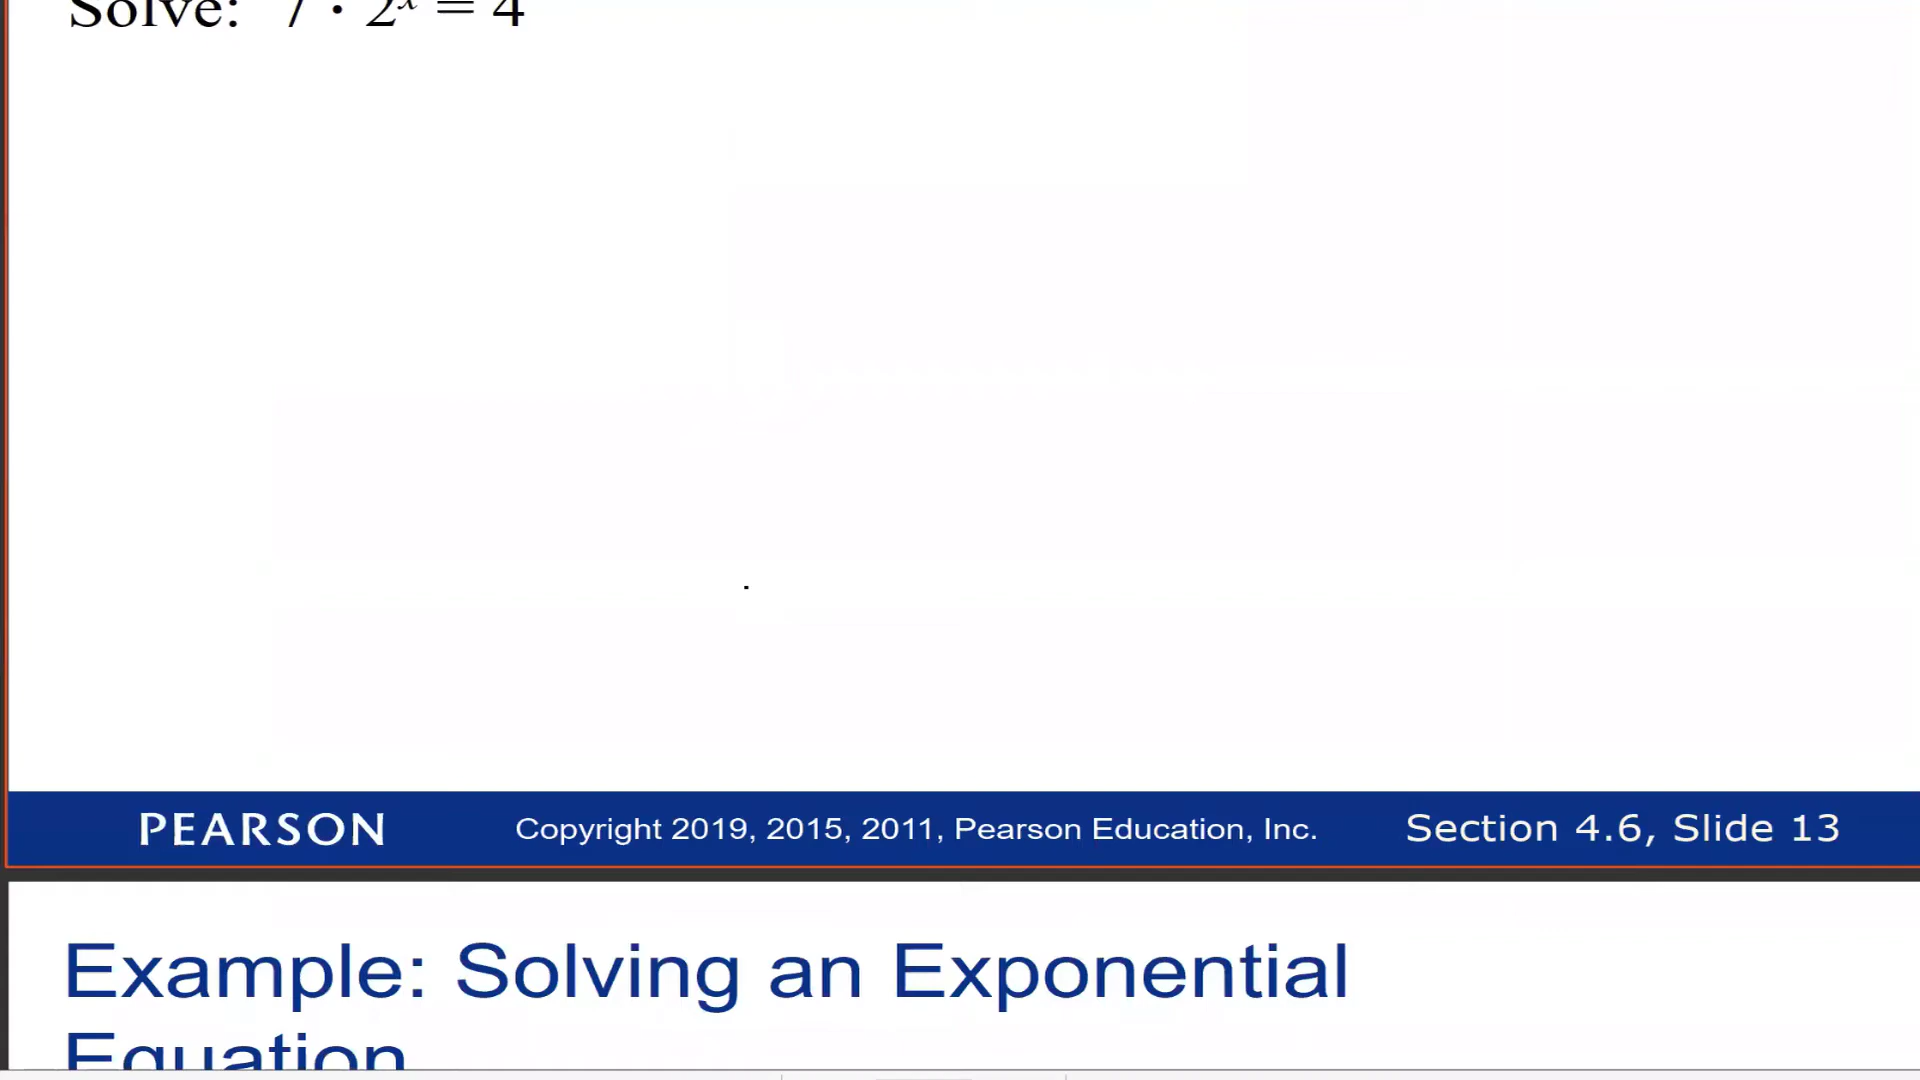 Solve: 7 · 2ˣ = 4
PEARSON Copyright 2019, 2015, 2011, Pearson Education, Inc. Section 4.6, Slide 13
Example: Solving an Exponential
Equation